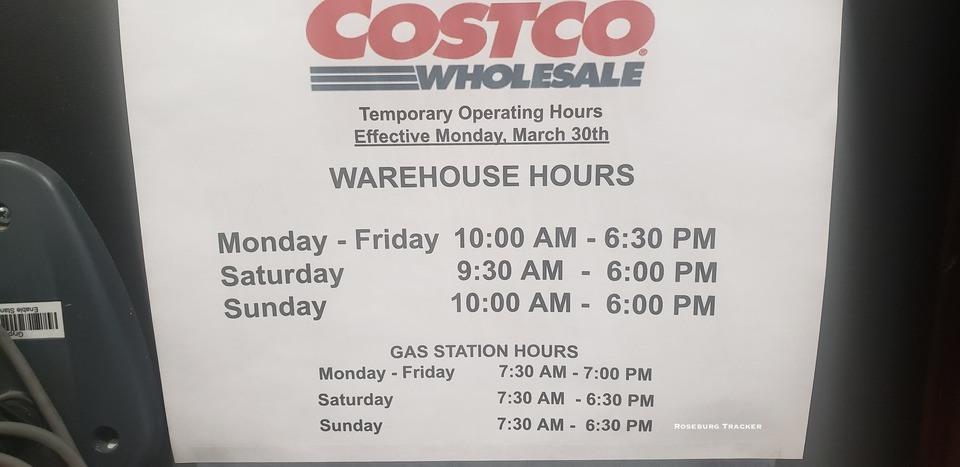 COSTCO
WHOLESALE
Temporary Operating Hours
Effective Monday, March 30th
WAREHOUSE HOURS
Monday - Friday 10:00 AM - 6:30 PM
Saturday 9:30 AM - 6:00 PM
Sunday 10:00 AM - 6:00 PM
GAS STATION HOURS
Monday - Friday 7:30 AM - 7:00 PM
Saturday 7:30 AM - 6:30 PM
Sunday 7:30 AM - 6:30 PM
ROSEBURG TRACKER
Enable Stan